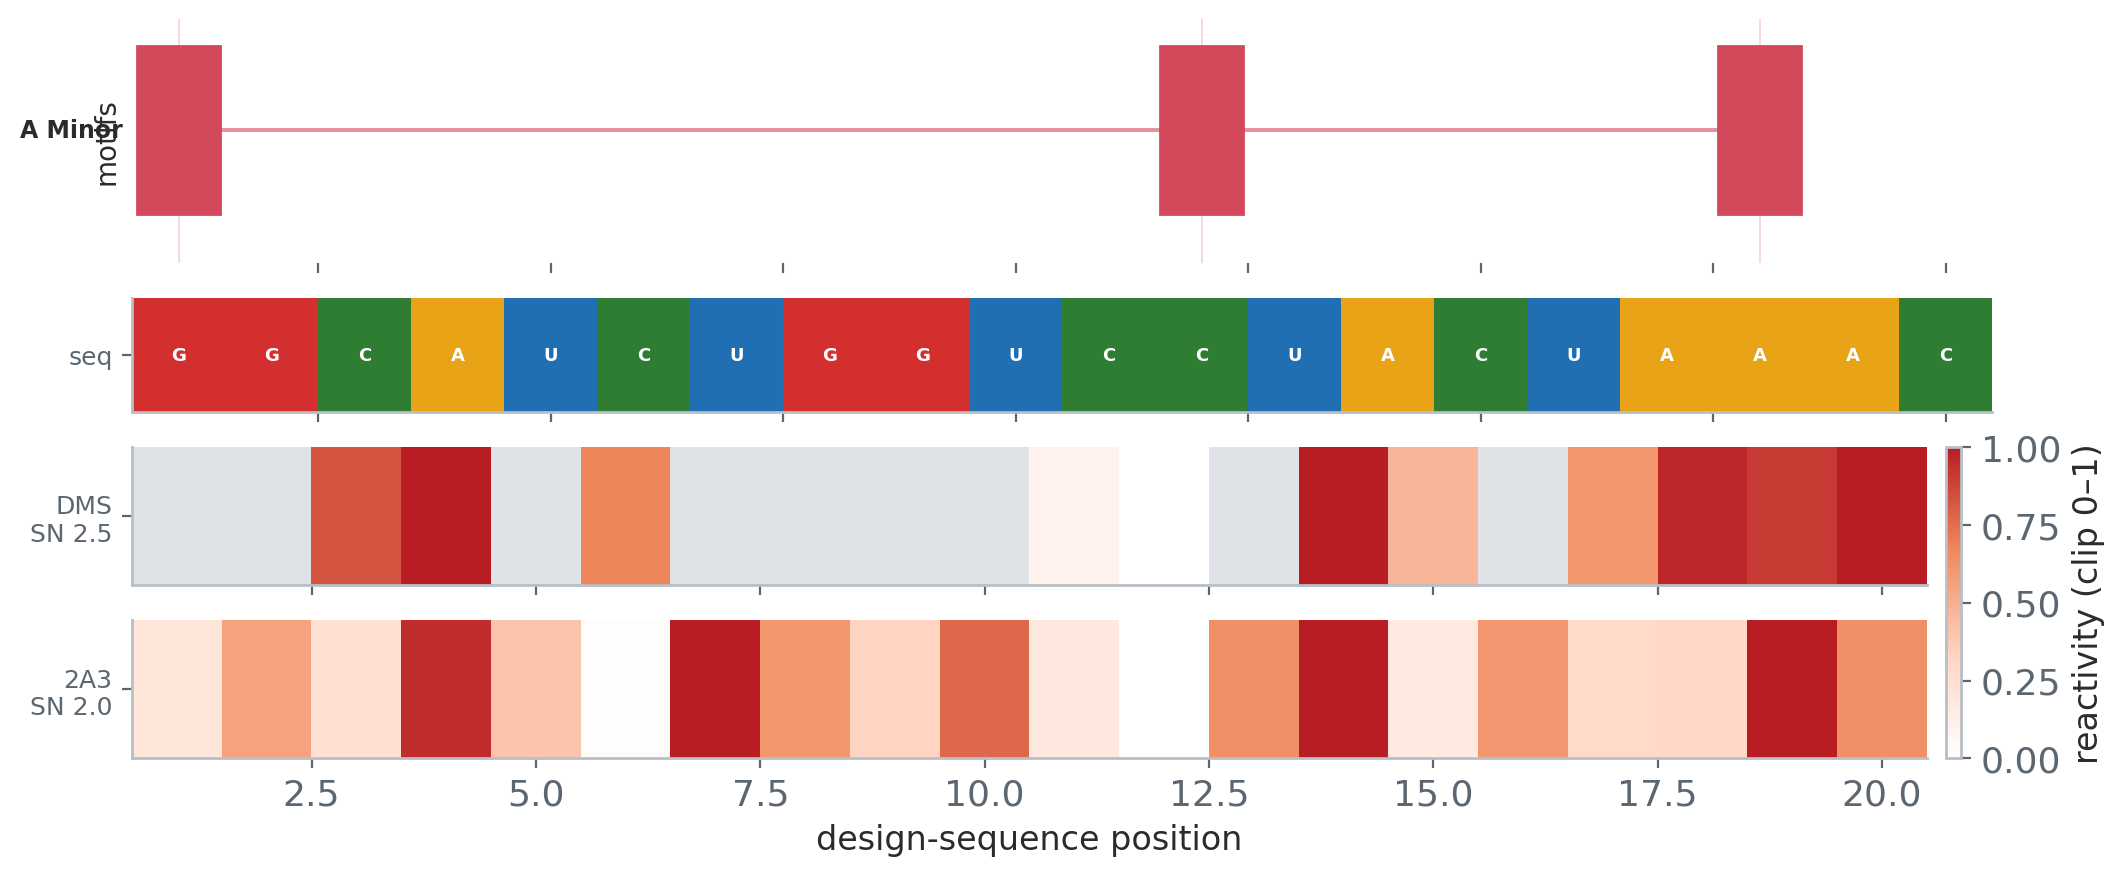 A Minor
motifs
seq
G G C A U C U G G U C C U A C U A A A C
DMS
SN 2.5
2A3
SN 2.0
2.5 5.0 7.5 10.0 12.5 15.0 17.5 20.0
design-sequence position
1.00
0.75
0.50
0.25
0.00
reactivity (clip 0–1)